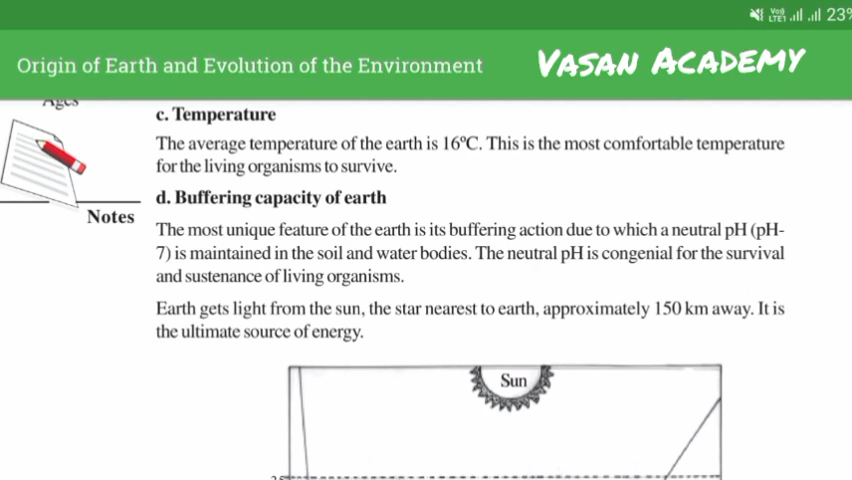 Vo)) LTE1 23%
Origin of Earth and Evolution of the Environment VASAN ACADEMY
Ages
c. Temperature
The average temperature of the earth is 16ºC. This is the most comfortable temperature
for the living organisms to survive.
d. Buffering capacity of earth
Notes
The most unique feature of the earth is its buffering action due to which a neutral pH (pH-
7) is maintained in the soil and water bodies. The neutral pH is congenial for the survival
and sustenance of living organisms.
Earth gets light from the sun, the star nearest to earth, approximately 150 km away. It is
the ultimate source of energy.
Sun